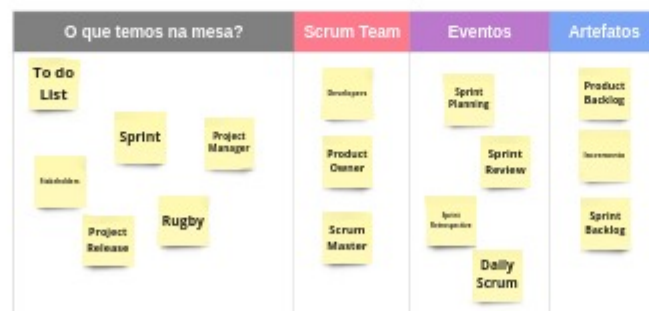 O que temos na mesa?
Scrum Team
Eventos
Artefatos
To do
List
Sprint
Project
Manager
Stakeholders
Project
Release
Rugby
Developers
Product
Owner
Scrum
Master
Sprint
Planning
Sprint
Review
Sprint
Retrospective
Daily
Scrum
Product
Backlog
Incremento
Sprint
Backlog